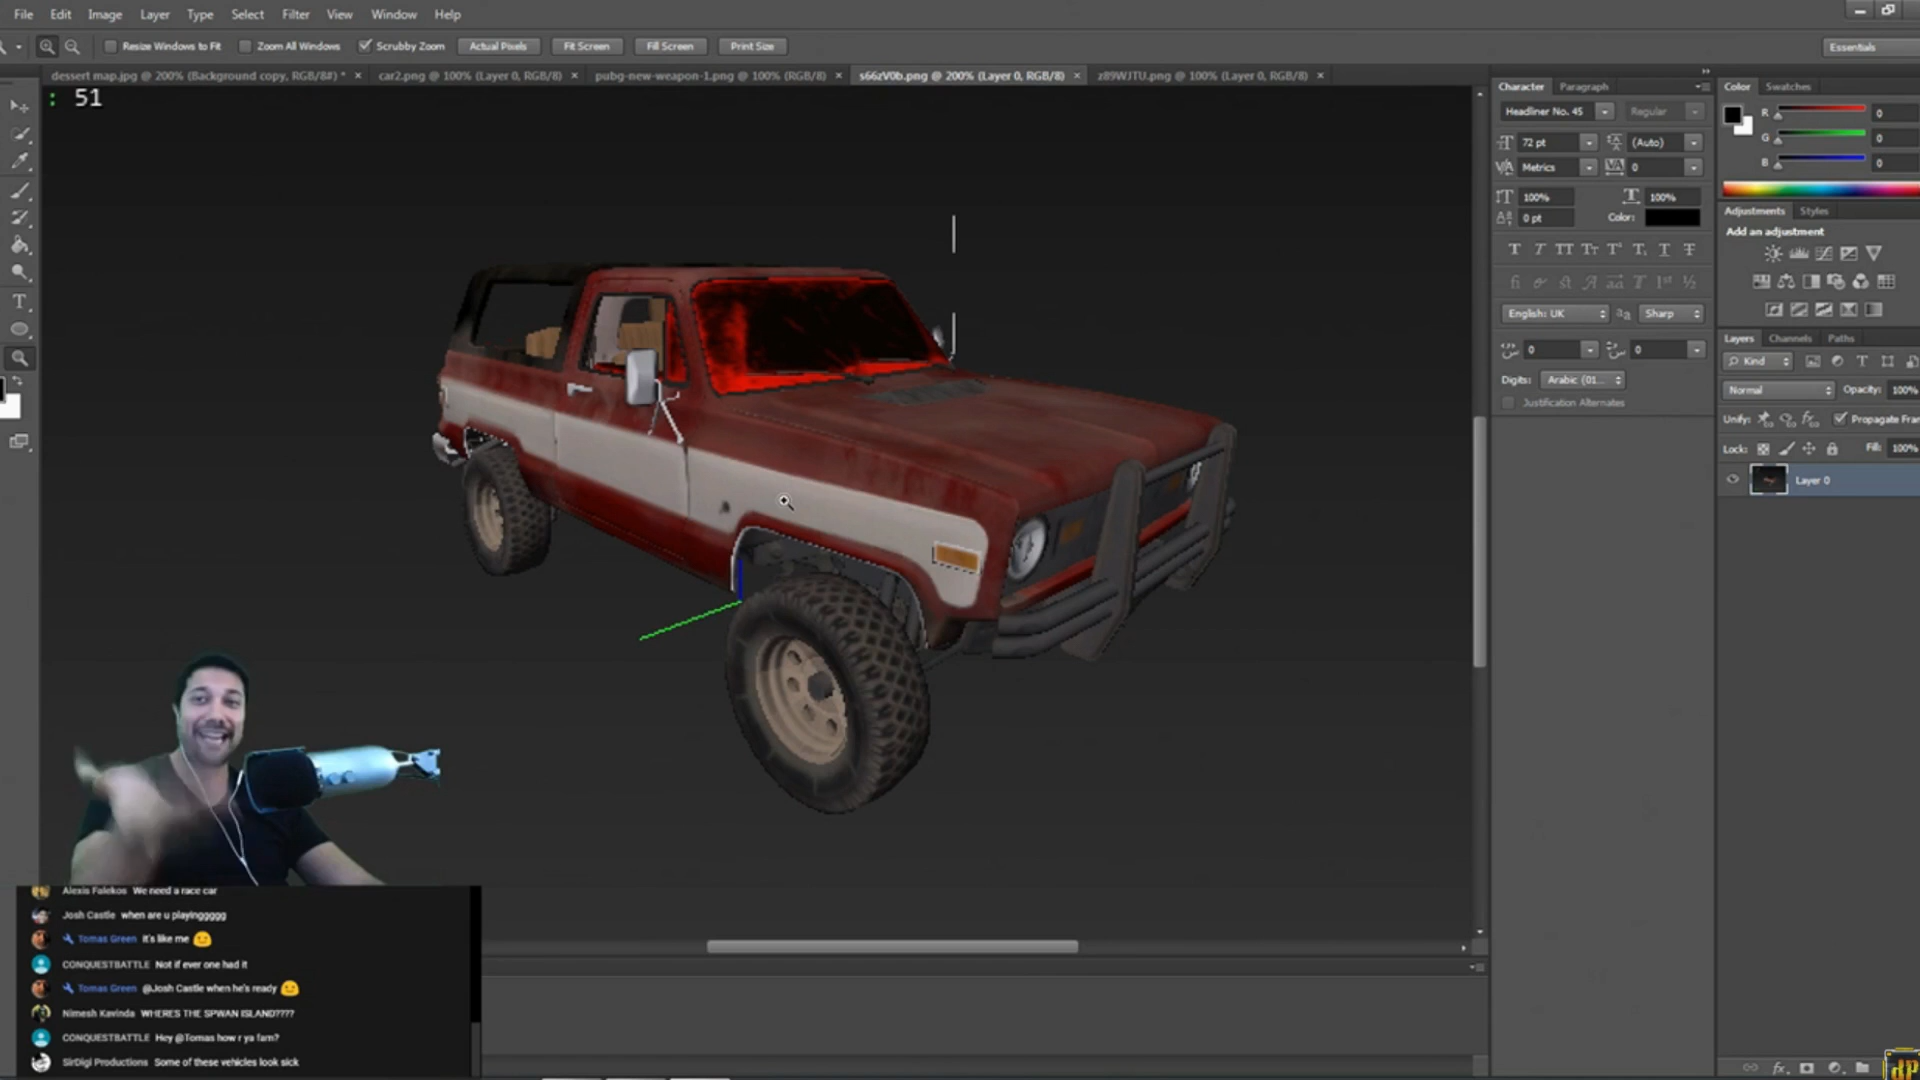 File Edit Image Layer Type Select Filter View Window Help
Resize Windows to Fit Zoom All Windows Scrubby Zoom Actual Pixels Fit Screen Fill Screen Print Size
Essentials
dessert map.jpg @ 200% (Background copy, RGB/8#) * × car2.png @ 100% (Layer 0, RGB/8) × pubg-new-weapon-1.png @ 100% (RGB/8) × s66zV0b.png @ 200% (Layer 0, RGB/8) × z89WJTU.png @ 100% (Layer 0, RGB/8) ×
: 51
Character Paragraph
Headliner No. 45 Regular
72 pt (Auto)
Metrics 0
100% 100%
0 pt Color:
English: UK Sharp
0 0
Digits: Arabic (01...
Justification Alternates
Color Swatches
R 0
G 0
B 0
Adjustments Styles
Add an adjustment
Layers Channels Paths
Kind
Normal Opacity: 100%
Unify: Propagate Fra
Lock: Fill: 100%
Layer 0
Alexis Falekos We need a race car
Josh Castle when are u playinggggg
Tomas Green it's like me
CONQUESTBATTLE Not if ever one had it
Tomas Green @Josh Castle when he's ready
Nimesh Kavinda WHERES THE SPWAN ISLAND????
CONQUESTBATTLE Hey @Tomas how r ya fam?
SirDigi Productions Some of these vehicles look sick